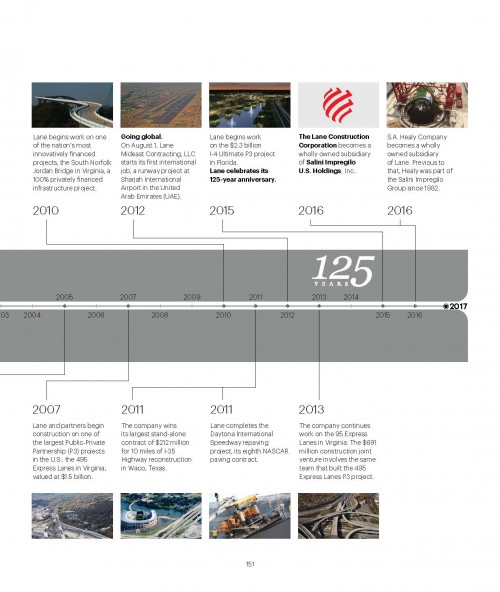 Lane begins work on one
of the nation's most
innovatively financed
projects, the South Norfolk
Jordan Bridge in Virginia, a
100% privately financed
infrastructure project.
2010
Going global.
On August 1, Lane
Mideast Contracting, LLC
starts its first international
job, a runway project at
Sharjah International
Airport in the United
Arab Emirates (UAE).
2012
Lane begins work
on the $2.3 billion
I-4 Ultimate P3 project
in Florida.
Lane celebrates its
125-year anniversary.
2015
The Lane Construction
Corporation becomes a
wholly owned subsidiary
of Salini Impregilo
U.S. Holdings, Inc.
2016
S.A. Healy Company
becomes a wholly
owned subsidiary
of Lane. Previous to
that, Healy was part of
the Salini Impregilo
Group since 1982.
2016
125
YEARS
2005 2007 2009 2011 2013 2014 2017
03 2004 2006 2008 2010 2012 2015 2016
2007
Lane and partners begin
construction on one of
the largest Public-Private
Partnership (P3) projects
in the U.S.: the 495
Express Lanes in Virginia,
valued at $1.5 billion.
2011
The company wins
its largest stand-alone
contract of $212 million
for 10 miles of I-35
Highway reconstruction
in Waco, Texas.
2011
Lane completes the
Daytona International
Speedway repaving
project, its eighth NASCAR
paving contract.
2013
The company continues
work on the 95 Express
Lanes in Virginia. The $691
million construction joint
venture involves the same
team that built the 495
Express Lanes P3 project.
151